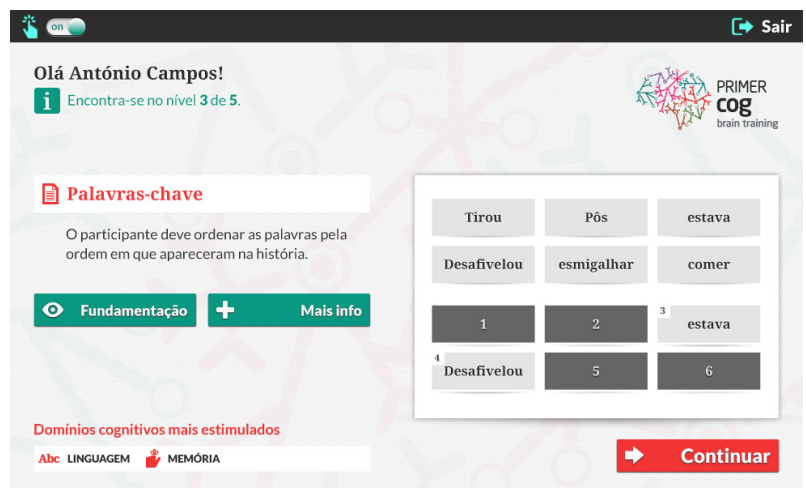 on
Sair
Olá António Campos!
i Encontra-se no nível 3 de 5.
PRIMER
cog
brain training
Palavras-chave
O participante deve ordenar as palavras pela
ordem em que apareceram na história.
Fundamentação
Mais info
Tirou Pôs estava
Desafivelou esmigalhar comer
1 2 3 estava
4 Desafivelou 5 6
Domínios cognitivos mais estimulados
Abc LINGUAGEM MEMÓRIA
Continuar